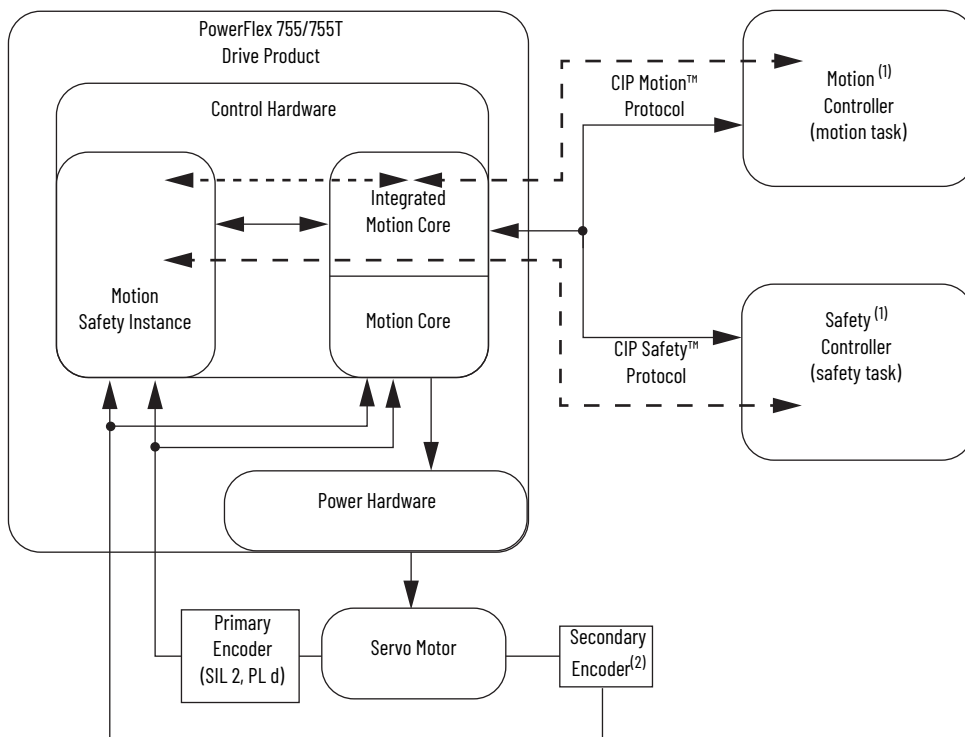 PowerFlex 755/755T
Drive Product
Control Hardware
Motion
Safety Instance
Integrated
Motion Core
Motion Core
Power Hardware
CIP Motion™
Protocol
CIP Safety™
Protocol
Motion (1)
Controller
(motion task)
Safety (1)
Controller
(safety task)
Primary
Encoder
(SIL 2, PL d)
Servo Motor
Secondary
Encoder(2)